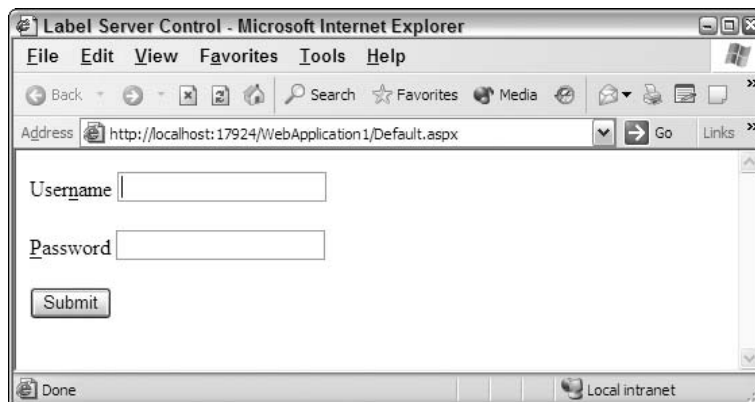 Label Server Control - Microsoft Internet Explorer
File Edit View Favorites Tools Help
Back Search Favorites Media »
Address http://localhost:17924/WebApplication1/Default.aspx Go Links »
Username
Password
Submit
Done Local intranet